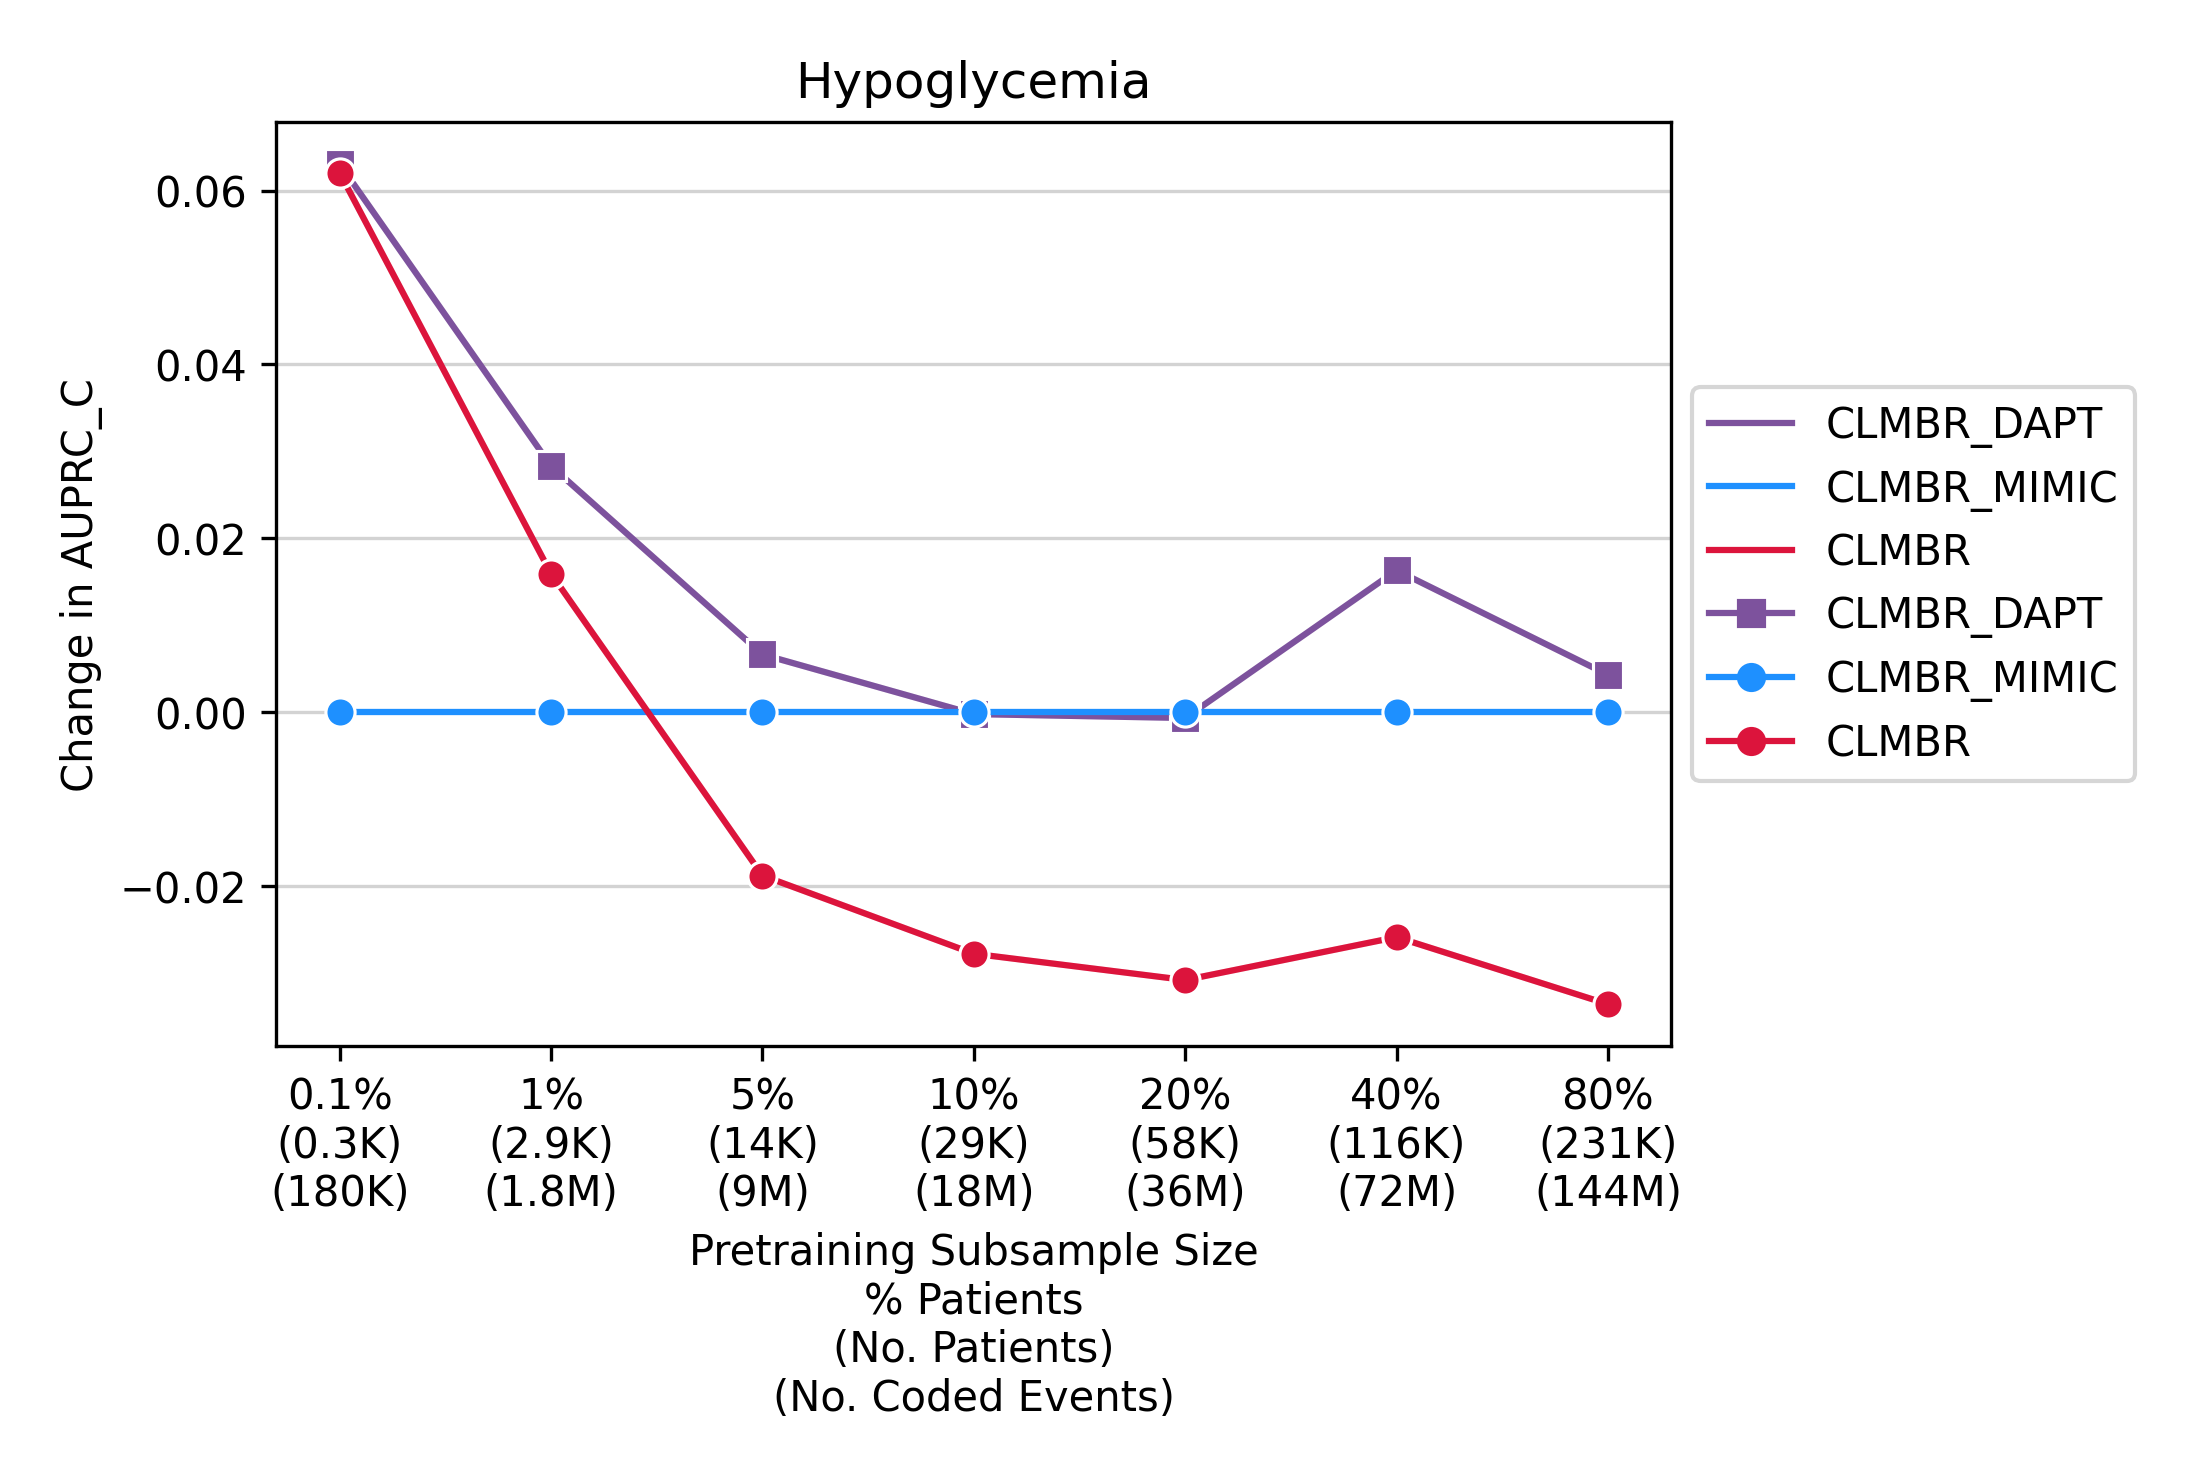 Hypoglycemia
Change in AUPRC_C
0.06
0.04
0.02
0.00
−0.02
0.1% 1% 5% 10% 20% 40% 80%
(0.3K) (2.9K) (14K) (29K) (58K) (116K) (231K)
(180K) (1.8M) (9M) (18M) (36M) (72M) (144M)
Pretraining Subsample Size
% Patients
(No. Patients)
(No. Coded Events)
CLMBR_DAPT
CLMBR_MIMIC
CLMBR
CLMBR_DAPT
CLMBR_MIMIC
CLMBR